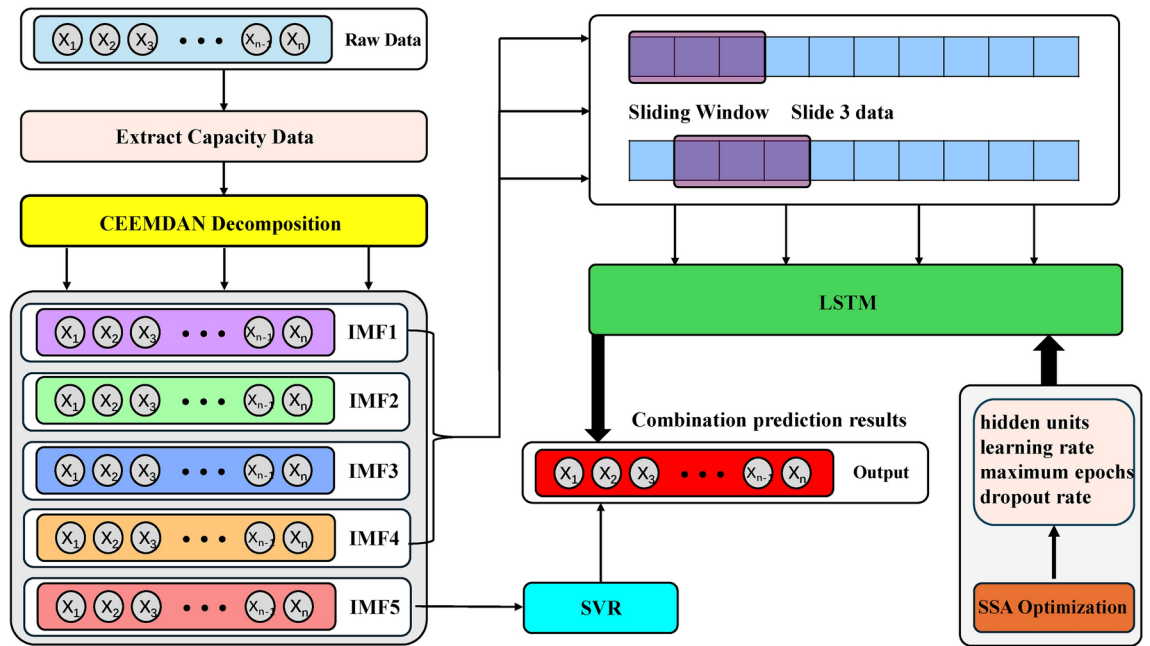 X1 X2 X3 ••• Xn-1 Xn Raw Data
Extract Capacity Data
CEEMDAN Decomposition
X1 X2 X3 ••• Xn-1 Xn IMF1
X1 X2 X3 ••• Xn-1 Xn IMF2
X1 X2 X3 ••• Xn-1 Xn IMF3
X1 X2 X3 ••• Xn-1 Xn IMF4
X1 X2 X3 ••• Xn-1 Xn IMF5
Sliding Window Slide 3 data
LSTM
Combination prediction results
X1 X2 X3 ••• Xn-1 Xn Output
SVR
hidden units
learning rate
maximum epochs
dropout rate
SSA Optimization